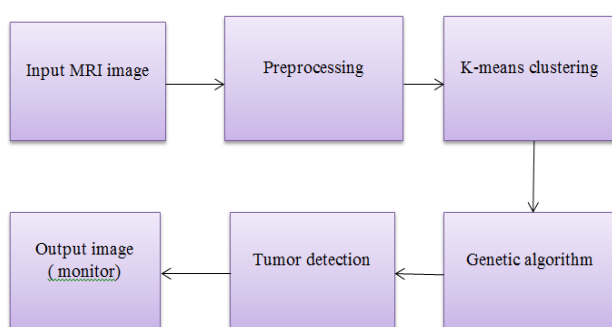 Input MRI image
Preprocessing
K-means clustering
Genetic algorithm
Tumor detection
Output image
( monitor)